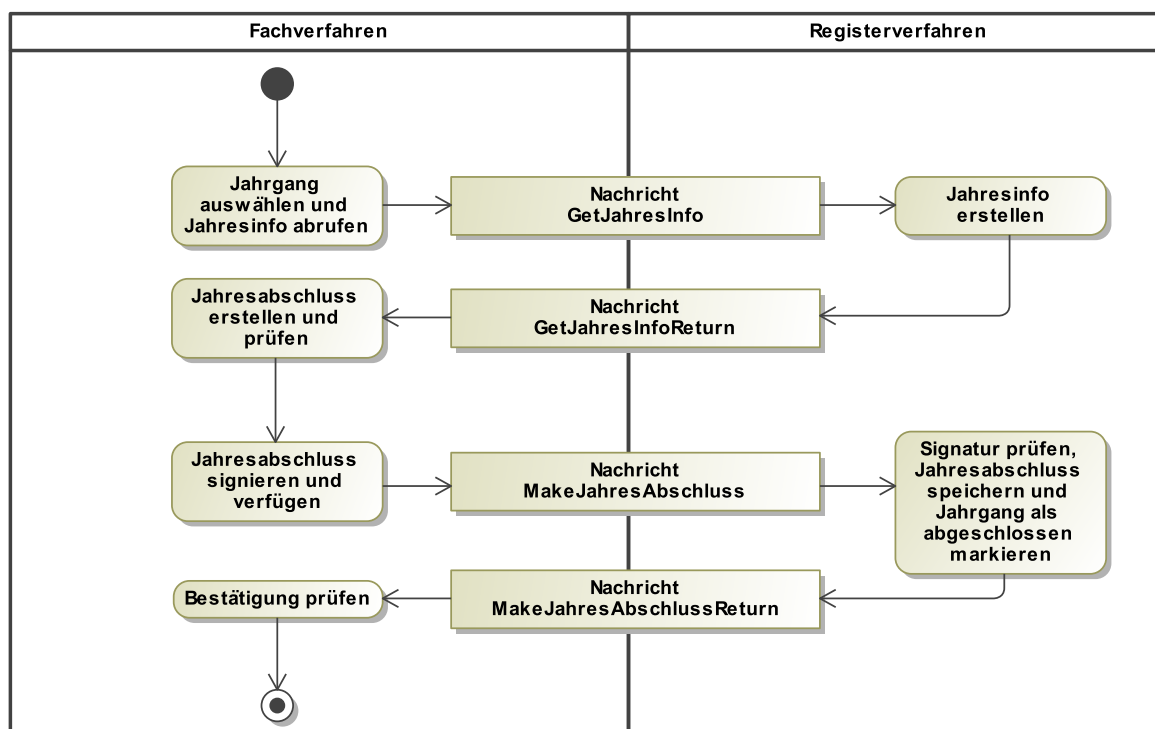 Fachverfahren
Registerverfahren
Jahrgang
auswählen und
Jahresinfo abrufen
Nachricht
GetJahresInfo
Jahresinfo
erstellen
Jahresabschluss
erstellen und
prüfen
Nachricht
GetJahresInfoReturn
Jahresabschluss
signieren und
verfügen
Nachricht
MakeJahresAbschluss
Signatur prüfen,
Jahresabschluss
speichern und
Jahrgang als
abgeschlossen
markieren
Bestätigung prüfen
Nachricht
MakeJahresAbschlussReturn